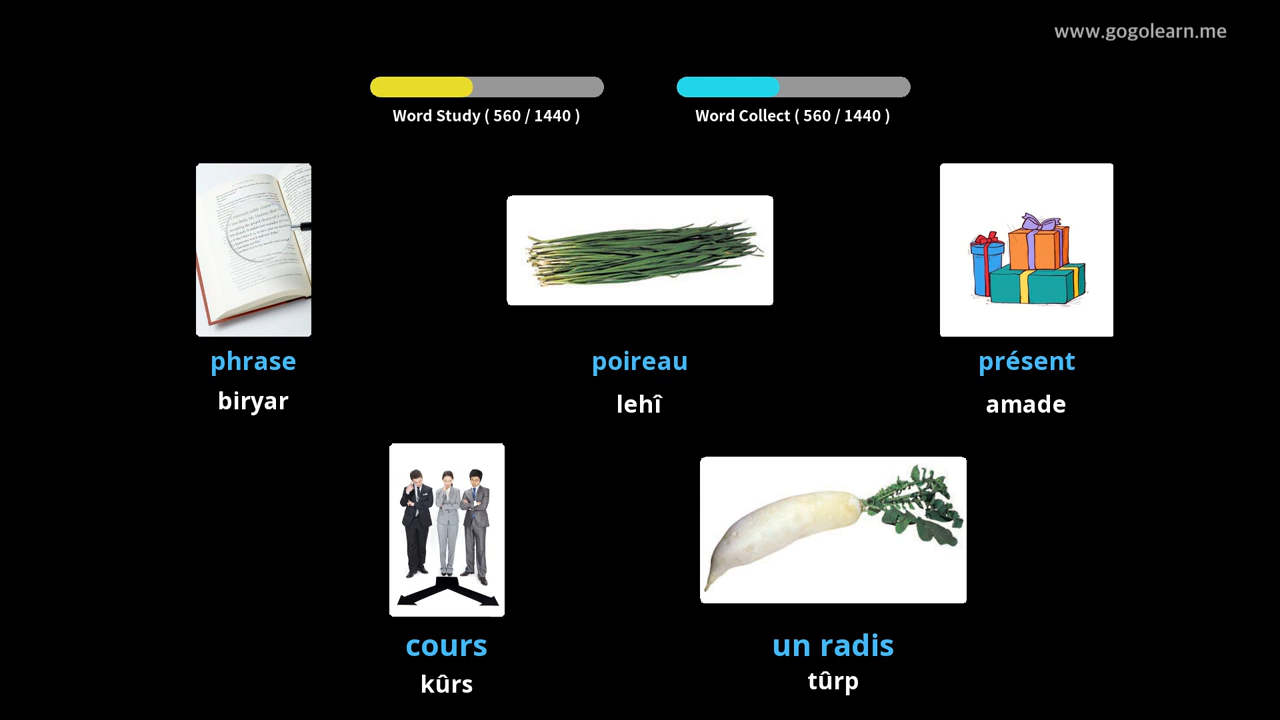 www.gogolearn.me
Word Study ( 560 / 1440 )
Word Collect ( 560 / 1440 )
phrase
biryar
poireau
lehî
présent
amade
cours
kûrs
un radis
tûrp